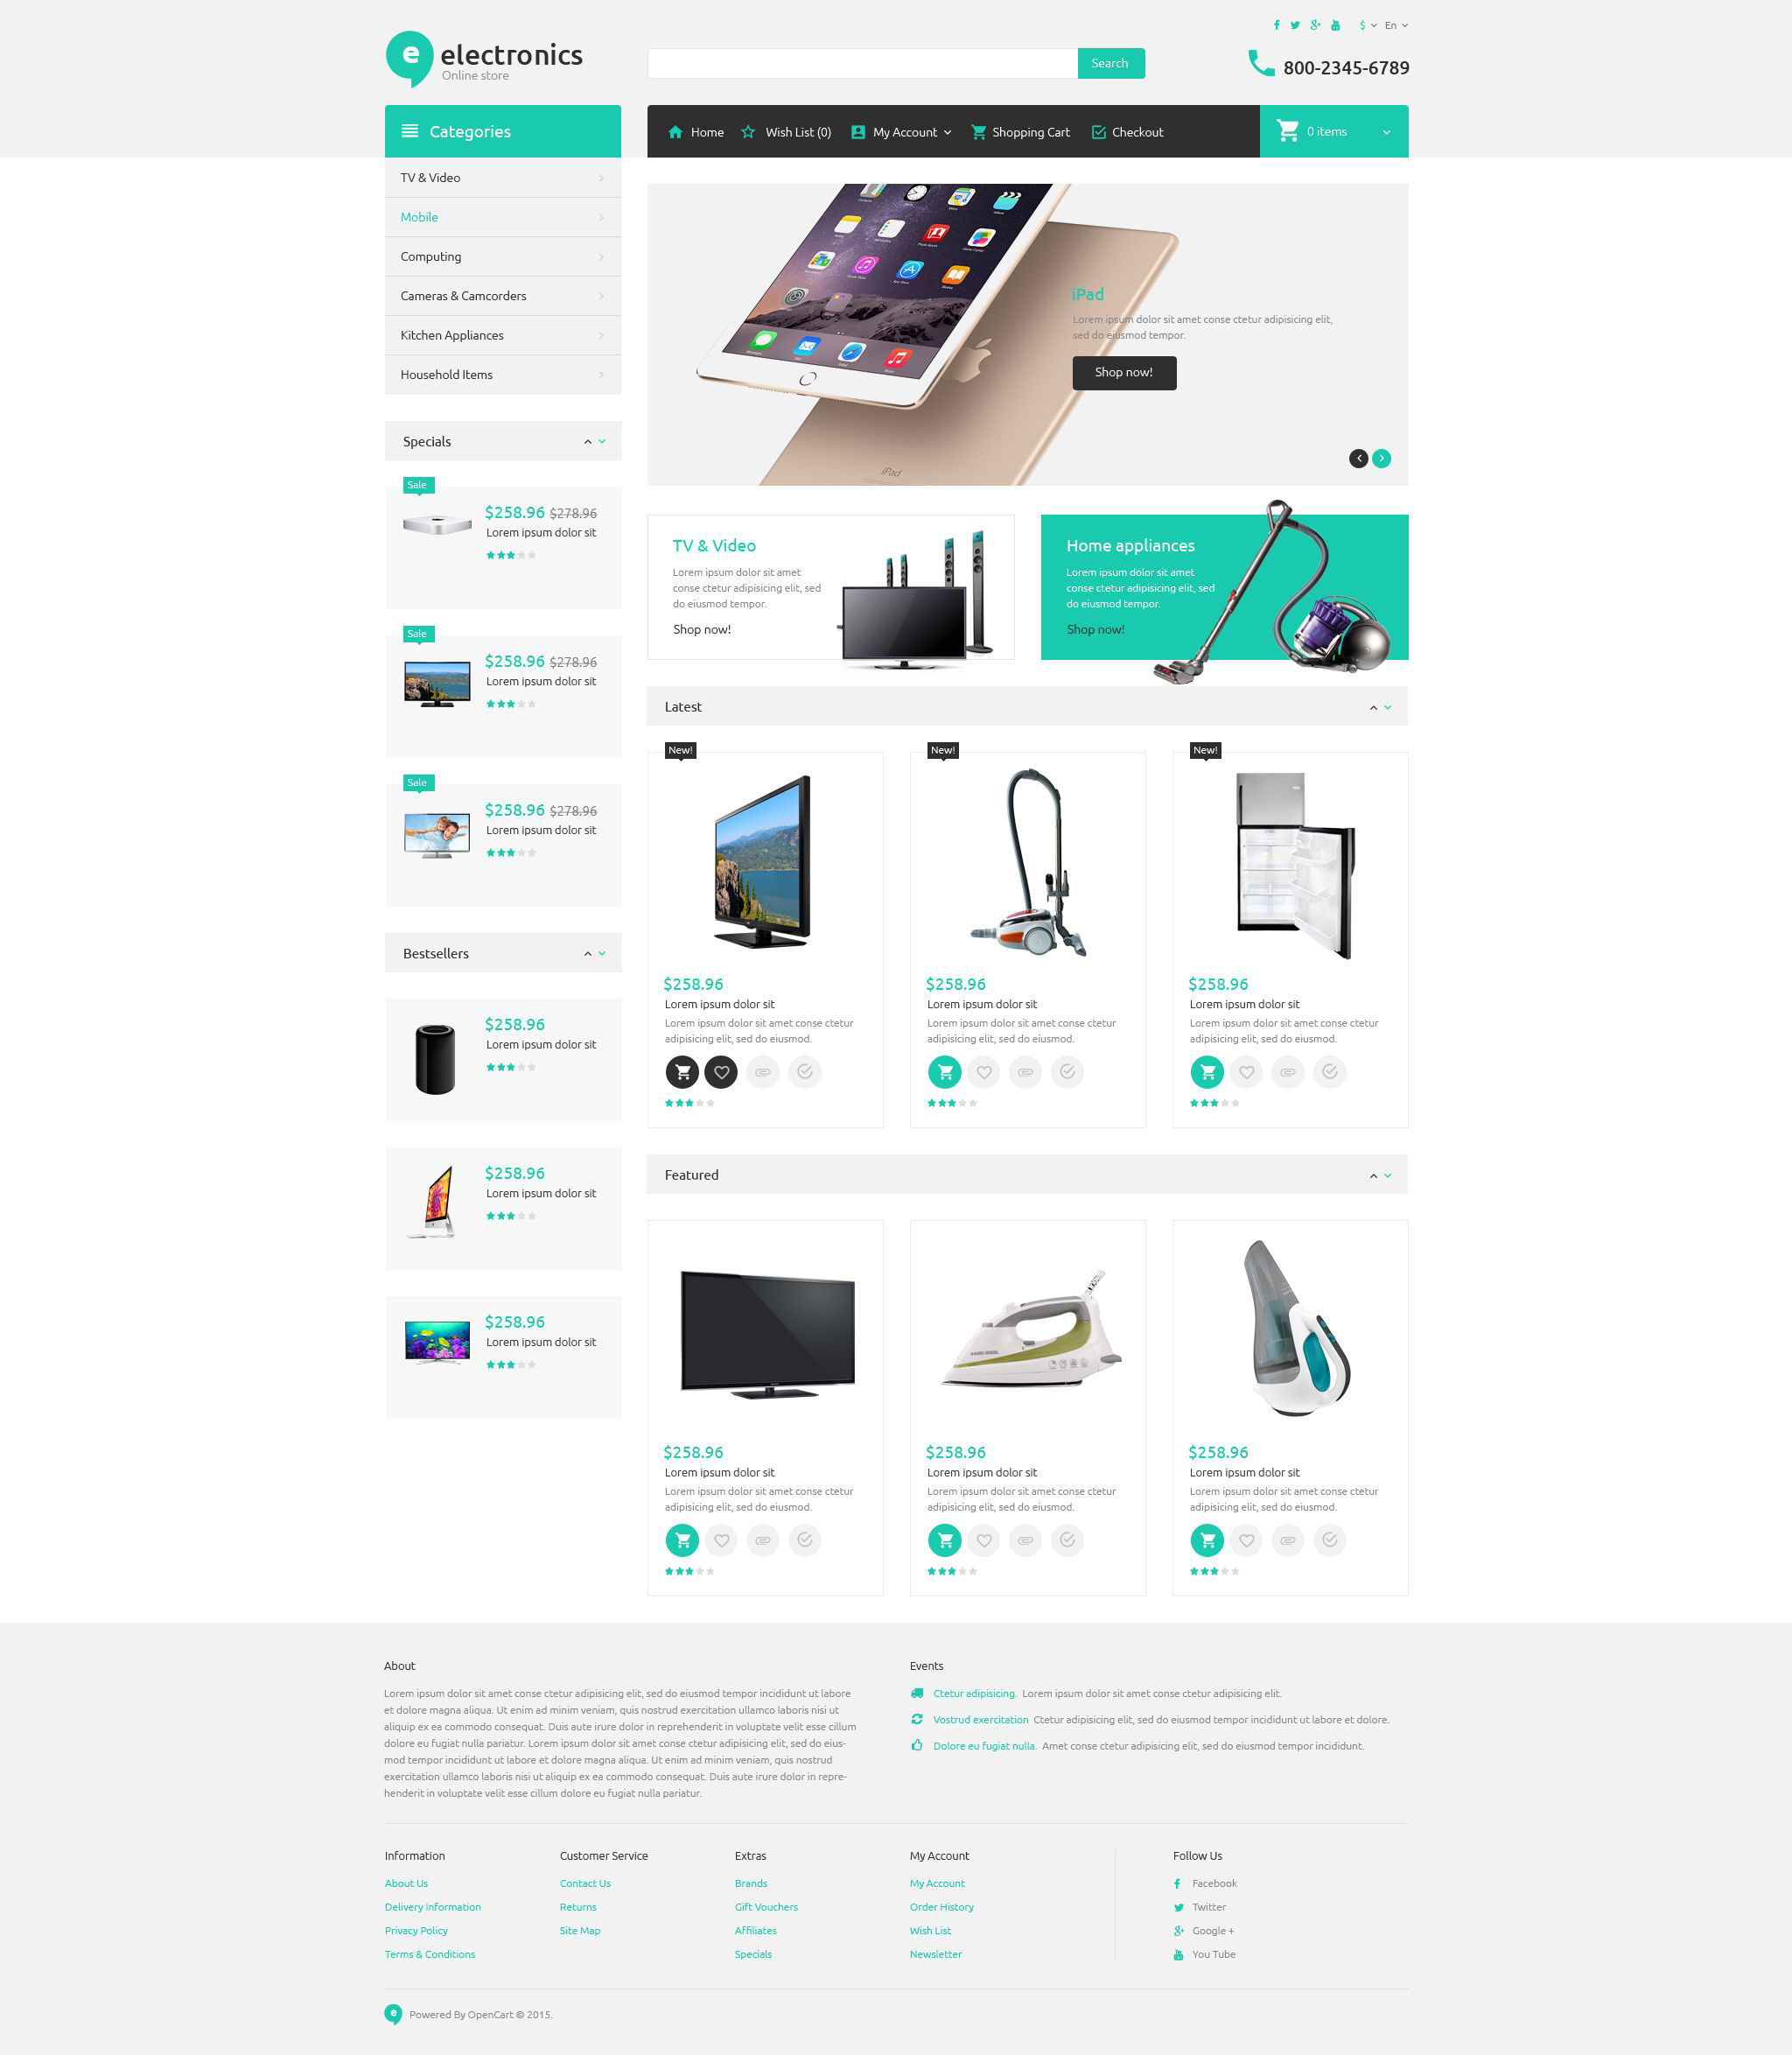 $ En
e electronics
Online store
Search
800-2345-6789
Categories
Home Wish List (0) My Account Shopping Cart Checkout
0 items
TV & Video
Mobile
Computing
Cameras & Camcorders
Kitchen Appliances
Household Items
iPad
Lorem ipsum dolor sit amet conse ctetur adipisicing elit,
sed do eiusmod tempor.
Shop now!
iPad
Specials
Sale
$258.96 $278.96
Lorem ipsum dolor sit
Sale
$258.96 $278.96
Lorem ipsum dolor sit
Sale
$258.96 $278.96
Lorem ipsum dolor sit
Bestsellers
$258.96
Lorem ipsum dolor sit
$258.96
Lorem ipsum dolor sit
$258.96
Lorem ipsum dolor sit
TV & Video
Lorem ipsum dolor sit amet
conse ctetur adipisicing elit, sed
do eiusmod tempor.
Shop now!
Home appliances
Lorem ipsum dolor sit amet
conse ctetur adipisicing elit, sed
do eiusmod tempor.
Shop now!
Latest
New!
$258.96
Lorem ipsum dolor sit
Lorem ipsum dolor sit amet conse ctetur
adipisicing elit, sed do eiusmod.
New!
$258.96
Lorem ipsum dolor sit
Lorem ipsum dolor sit amet conse ctetur
adipisicing elit, sed do eiusmod.
New!
$258.96
Lorem ipsum dolor sit
Lorem ipsum dolor sit amet conse ctetur
adipisicing elit, sed do eiusmod.
Featured
$258.96
Lorem ipsum dolor sit
Lorem ipsum dolor sit amet conse ctetur
adipisicing elit, sed do eiusmod.
$258.96
Lorem ipsum dolor sit
Lorem ipsum dolor sit amet conse ctetur
adipisicing elit, sed do eiusmod.
$258.96
Lorem ipsum dolor sit
Lorem ipsum dolor sit amet conse ctetur
adipisicing elit, sed do eiusmod.
About
Lorem ipsum dolor sit amet conse ctetur adipisicing elit, sed do eiusmod tempor incididunt ut labore
et dolore magna aliqua. Ut enim ad minim veniam, quis nostrud exercitation ullamco laboris nisi ut
aliquip ex ea commodo consequat. Duis aute irure dolor in reprehenderit in voluptate velit esse cillum
dolore eu fugiat nulla pariatur. Lorem ipsum dolor sit amet conse ctetur adipisicing elit, sed do eius-
mod tempor incididunt ut labore et dolore magna aliqua. Ut enim ad minim veniam, quis nostrud
exercitation ullamco laboris nisi ut aliquip ex ea commodo consequat. Duis aute irure dolor in repre-
henderit in voluptate velit esse cillum dolore eu fugiat nulla pariatur.
Events
Ctetur adipisicing. Lorem ipsum dolor sit amet conse ctetur adipisicing elit.
Vostrud exercitation Ctetur adipisicing elit, sed do eiusmod tempor incididunt ut labore et dolore.
Dolore eu fugiat nulla. Amet conse ctetur adipisicing elit, sed do eiusmod tempor incididunt.
Information
About Us
Delivery Information
Privacy Policy
Terms & Conditions
Customer Service
Contact Us
Returns
Site Map
Extras
Brands
Gift Vouchers
Affiliates
Specials
My Account
My Account
Order History
Wish List
Newsletter
Follow Us
Facebook
Twitter
Google +
You Tube
e Powered By OpenCart © 2015.